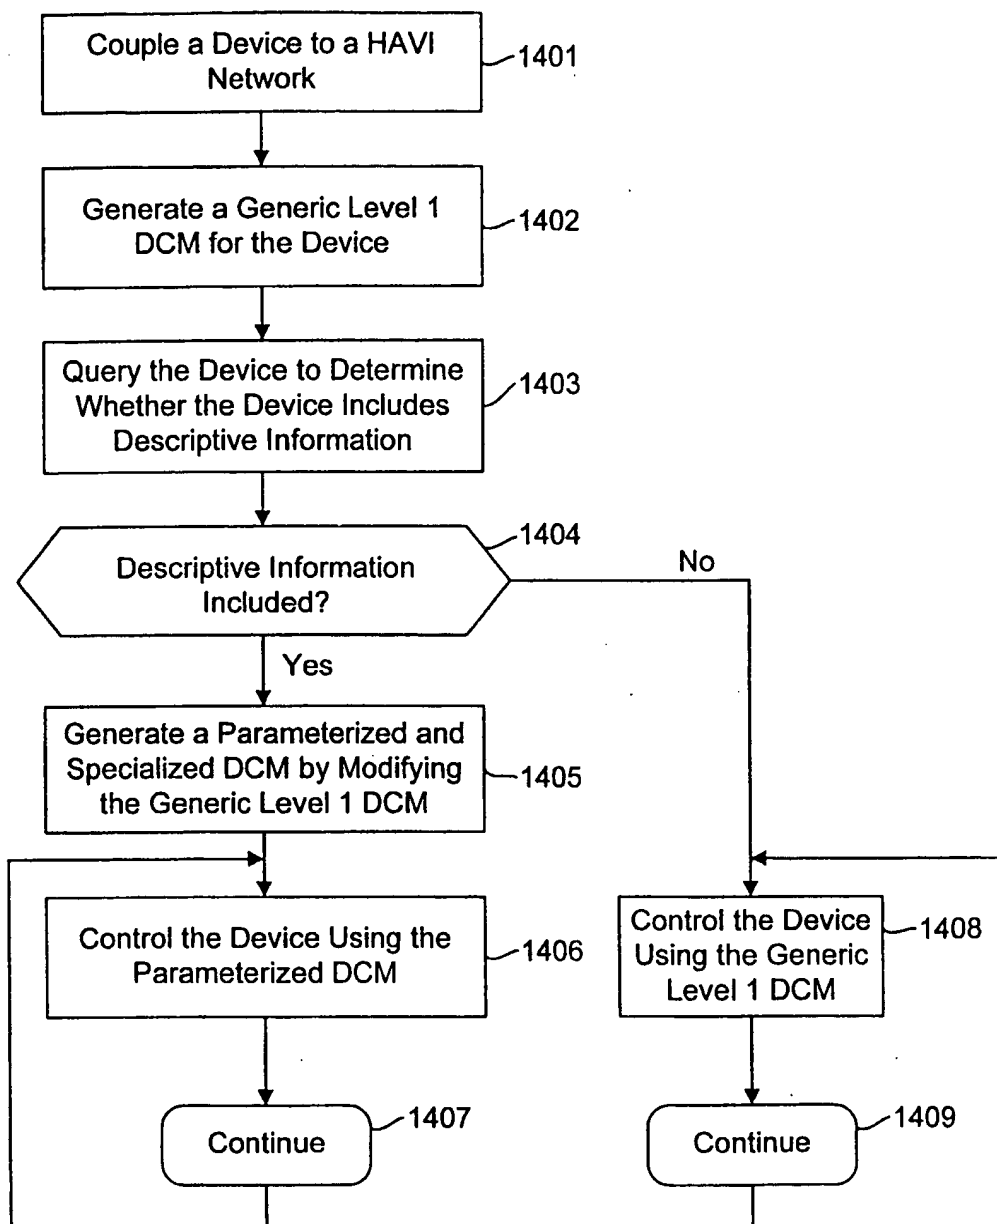 Couple a Device to a HAVI
Network
1401
Generate a Generic Level 1
DCM for the Device
1402
Query the Device to Determine
Whether the Device Includes
Descriptive Information
1403
Descriptive Information
Included?
1404
No
Yes
Generate a Parameterized and
Specialized DCM by Modifying
the Generic Level 1 DCM
1405
Control the Device Using the
Parameterized DCM
1406
Control the Device
Using the Generic
Level 1 DCM
1408
Continue
1407
Continue
1409